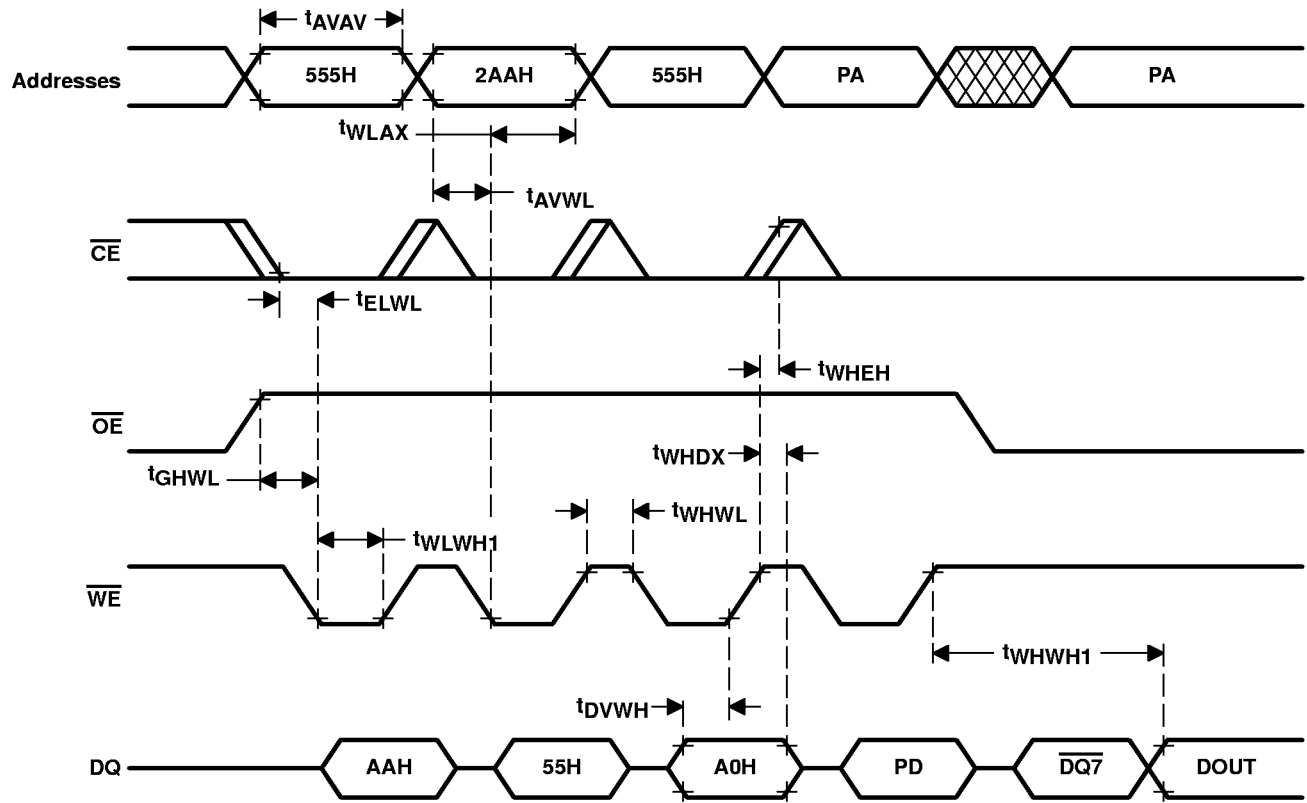 tAVAV
Addresses 555H 2AAH 555H PA PA
tWLAX
tAVWL
CE
tELWL
tWHEH
OE
tWHDX
tGHWL
tWHWL
tWLWH1
WE
tWHWH1
tDVWH
DQ AAH 55H A0H PD DQ7 DOUT